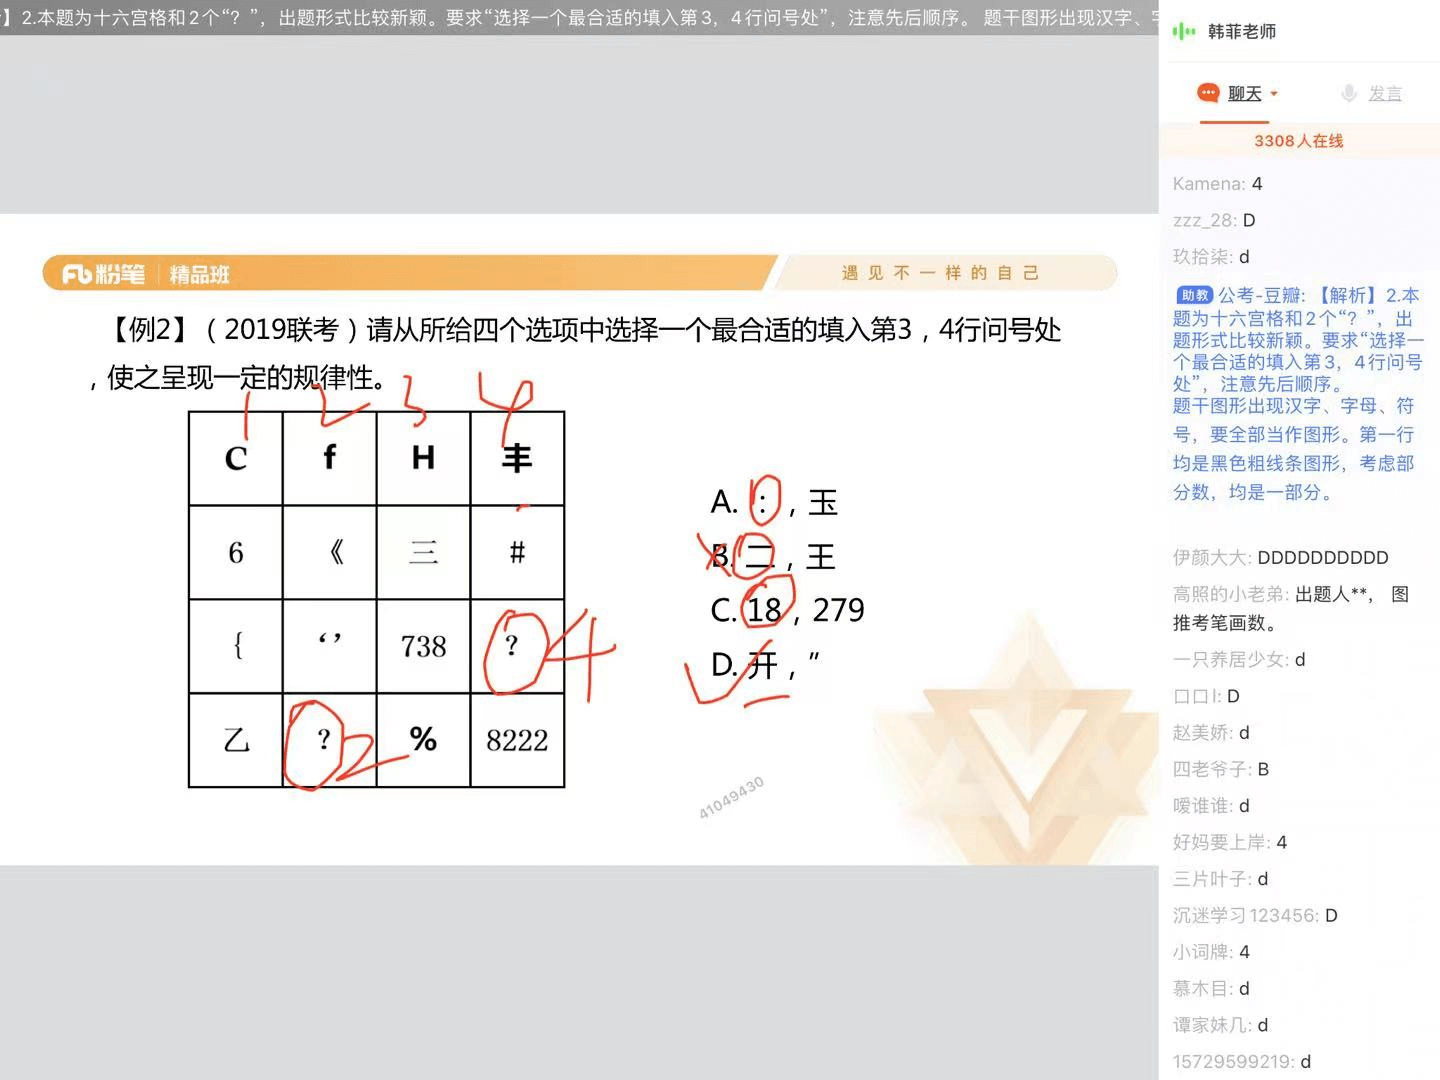 】2.本题为十六宫格和2个“？”，出题形式比较新颖。要求“选择一个最合适的填入第3，4行问号处”，注意先后顺序。 题干图形出现汉字、字
韩菲老师
聊天
发言
3308人在线
粉笔 精品班
遇见不一样的自己
【例2】（2019联考）请从所给四个选项中选择一个最合适的填入第3，4行问号处
，使之呈现一定的规律性。
1 2 3 4
C f H 丰
6 《 三 #
{ ‘’ 738 ? 4
乙 ? 2 % 8222
A. :，玉
B. 二，王
C. 18，279
D. 开，”
41049430
Kamena: 4
zzz_28: D
玖拾柒: d
助教 公考-豆瓣: 【解析】2.本
题为十六宫格和2个“？”，出
题形式比较新颖。要求“选择一
个最合适的填入第3，4行问号
处”，注意先后顺序。
题干图形出现汉字、字母、符
号，要全部当作图形。第一行
均是黑色粗线条图形，考虑部
分数，均是一部分。
伊颜大大: DDDDDDDDDD
高照的小老弟: 出题人**， 图
推考笔画数。
一只养居少女: d
口口l: D
赵美娇: d
四老爷子: B
嗳谁谁: d
好妈要上岸: 4
三片叶子: d
沉迷学习123456: D
小词牌: 4
慕木目: d
谭家妹几: d
15729599219: d